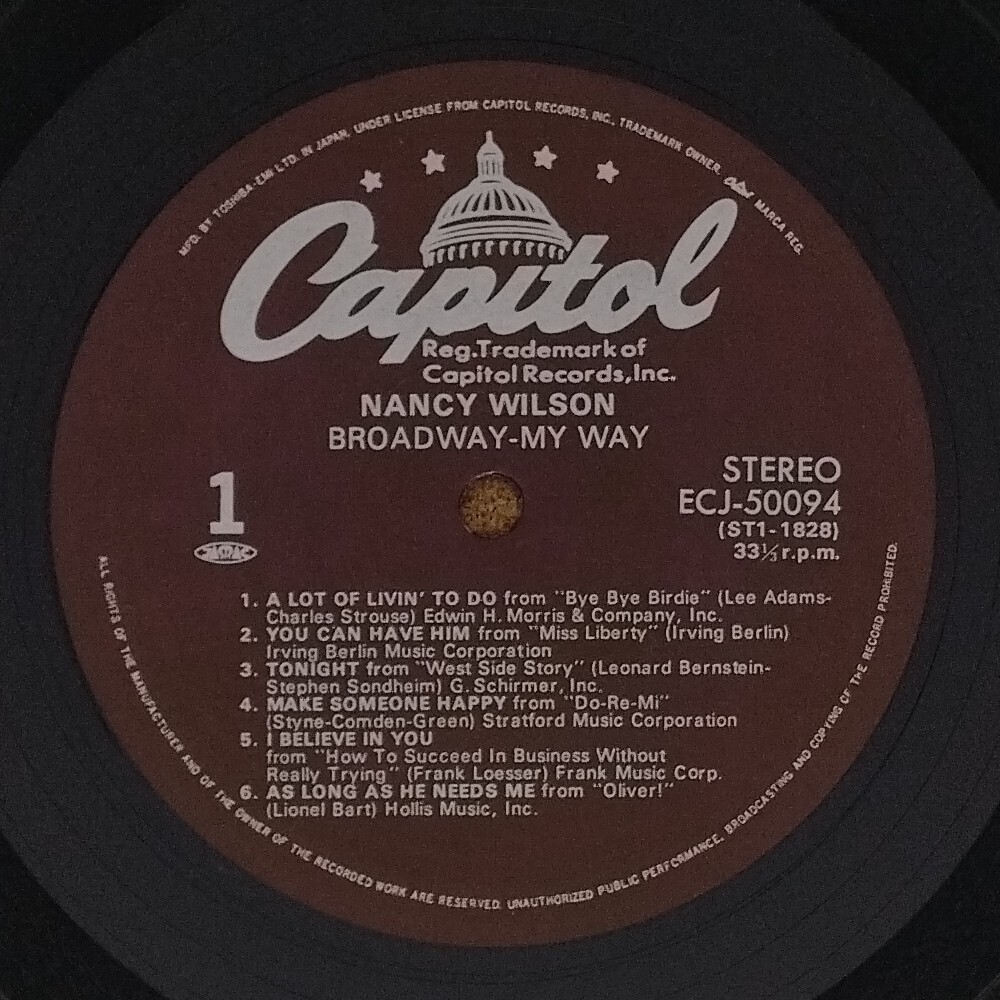 MFD. BY TOSHIBA-EMI LTD. IN JAPAN, UNDER LICENSE FROM CAPITOL RECORDS, INC., TRADEMARK OWNER, Capitol MARCA REG.
Capitol
Reg.Trademark of
Capitol Records,Inc.
NANCY WILSON
BROADWAY-MY WAY
1
STEREO
ECJ-50094
(ST1-1828)
33⅓ r.p.m.
1. A LOT OF LIVIN' TO DO from "Bye Bye Birdie" (Lee Adams-
Charles Strouse) Edwin H. Morris & Company, Inc.
2. YOU CAN HAVE HIM from "Miss Liberty" (Irving Berlin)
Irving Berlin Music Corporation
3. TONIGHT from "West Side Story" (Leonard Bernstein-
Stephen Sondheim) G. Schirmer, Inc.
4. MAKE SOMEONE HAPPY from "Do-Re-Mi"
(Styne-Comden-Green) Stratford Music Corporation
5. I BELIEVE IN YOU
from "How To Succeed In Business Without
Really Trying" (Frank Loesser) Frank Music Corp.
6. AS LONG AS HE NEEDS ME from "Oliver!"
(Lionel Bart) Hollis Music, Inc.
ALL RIGHTS OF THE MANUFACTURER AND OF THE OWNER OF THE RECORDED WORK ARE RESERVED. UNAUTHORIZED PUBLIC PERFORMANCE, BROADCASTING AND COPYING OF THE RECORD PROHIBITED.